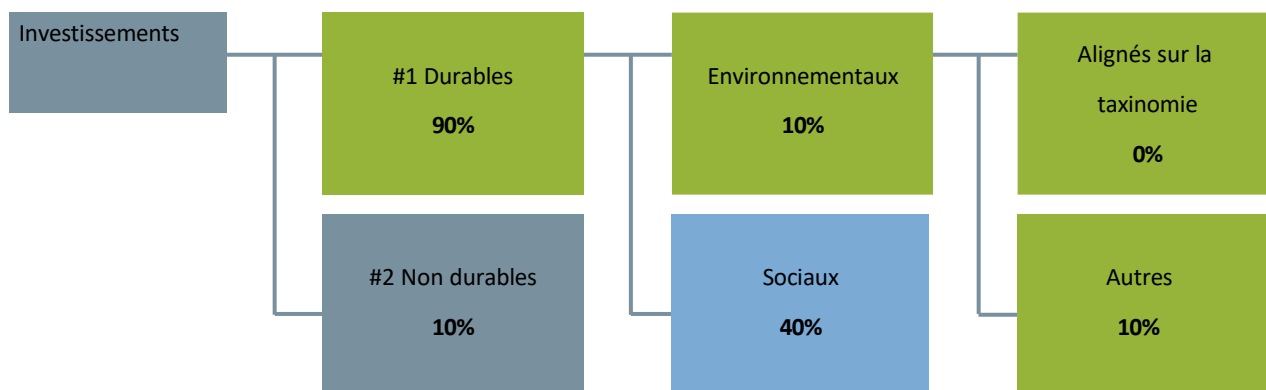 Investissements
#1 Durables
90%
Environnementaux
10%
Alignés sur la
taxinomie
0%
#2 Non durables
10%
Sociaux
40%
Autres
10%